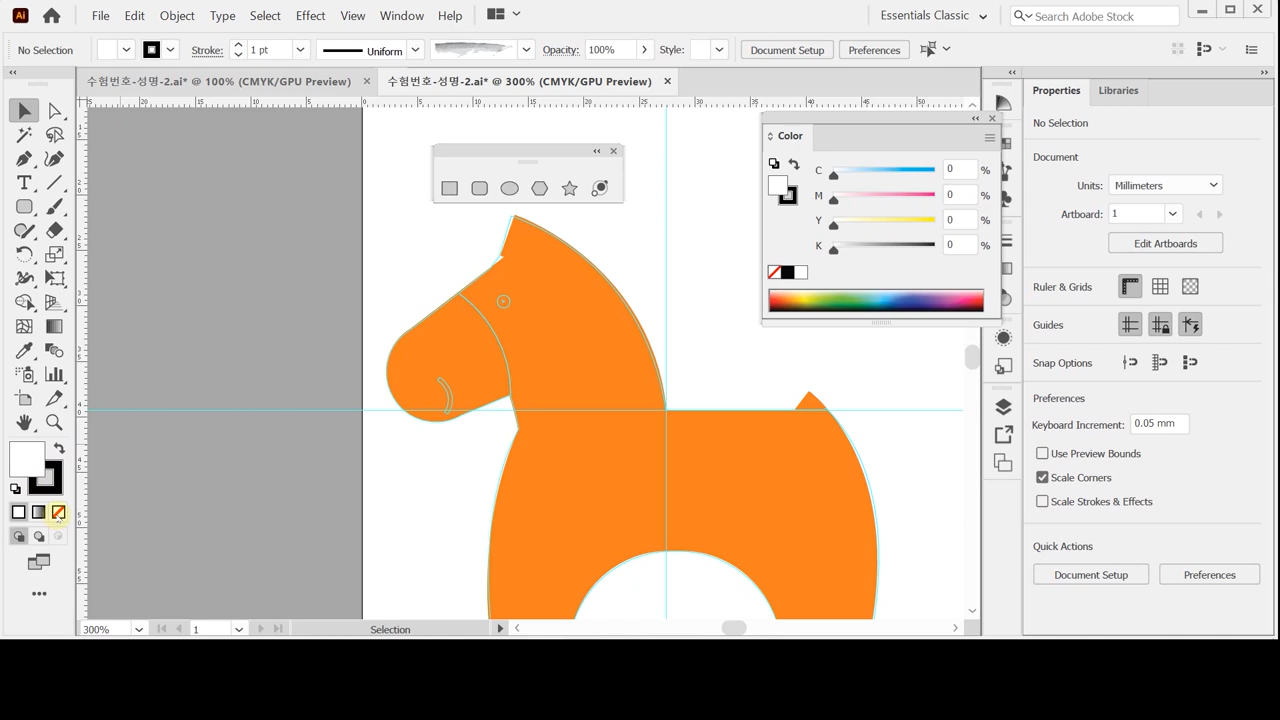 Ai File Edit Object Type Select Effect View Window Help Essentials Classic Search Adobe Stock
No Selection Stroke: 1 pt Uniform Opacity: 100% Style: Document Setup Preferences
수험번호-성명-2.ai* @ 100% (CMYK/GPU Preview) 수험번호-성명-2.ai* @ 300% (CMYK/GPU Preview)
Properties Libraries
No Selection
Document
Units: Millimeters
Artboard: 1
Edit Artboards
Ruler & Grids
Guides
Snap Options
Preferences
Keyboard Increment: 0.05 mm
Use Preview Bounds
Scale Corners
Scale Strokes & Effects
Quick Actions
Document Setup Preferences
Color
C 0 %
M 0 %
Y 0 %
K 0 %
300% 1 Selection